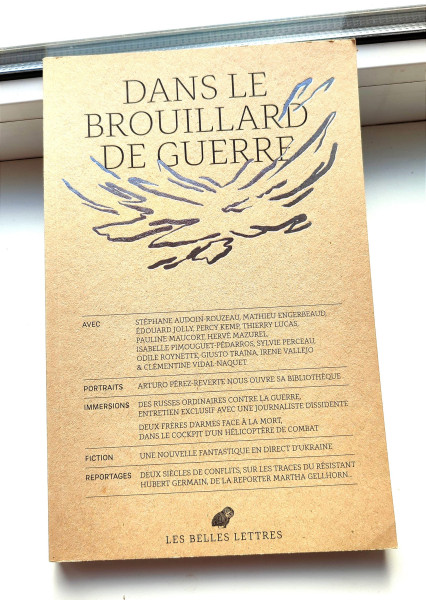 DANS LE
BROUILLARD
DE GUERRE
AVEC
STÉPHANE AUDOIN-ROUZEAU, MATHIEU ENGERBEAUD,
ÉDOUARD JOLLY, PERCY KEMP, THIERRY LUCAS,
PAULINE MAUCORT, HERVÉ MAZUREL,
ISABELLE PIMOUGUET-PÉDARROS, SYLVIE PERCEAU,
ODILE ROYNETTE, GIUSTO TRAINA, IRENE VALLEJO
& CLÉMENTINE VIDAL-NAQUET
PORTRAITS
ARTURO PÉREZ-REVERTE NOUS OUVRE SA BIBLIOTHÈQUE
IMMERSIONS
DES RUSSES ORDINAIRES CONTRE LA GUERRE,
ENTRETIEN EXCLUSIF AVEC UNE JOURNALISTE DISSIDENTE
DEUX FRÈRES D'ARMES FACE À LA MORT,
DANS LE COCKPIT D'UN HÉLICOPTÈRE DE COMBAT
FICTION
UNE NOUVELLE FANTASTIQUE EN DIRECT D'UKRAINE
REPORTAGES
DEUX SIÈCLES DE CONFLITS, SUR LES TRACES DU RÉSISTANT
HUBERT GERMAIN, DE LA REPORTER MARTHA GELLHORN...
LES BELLES LETTRES